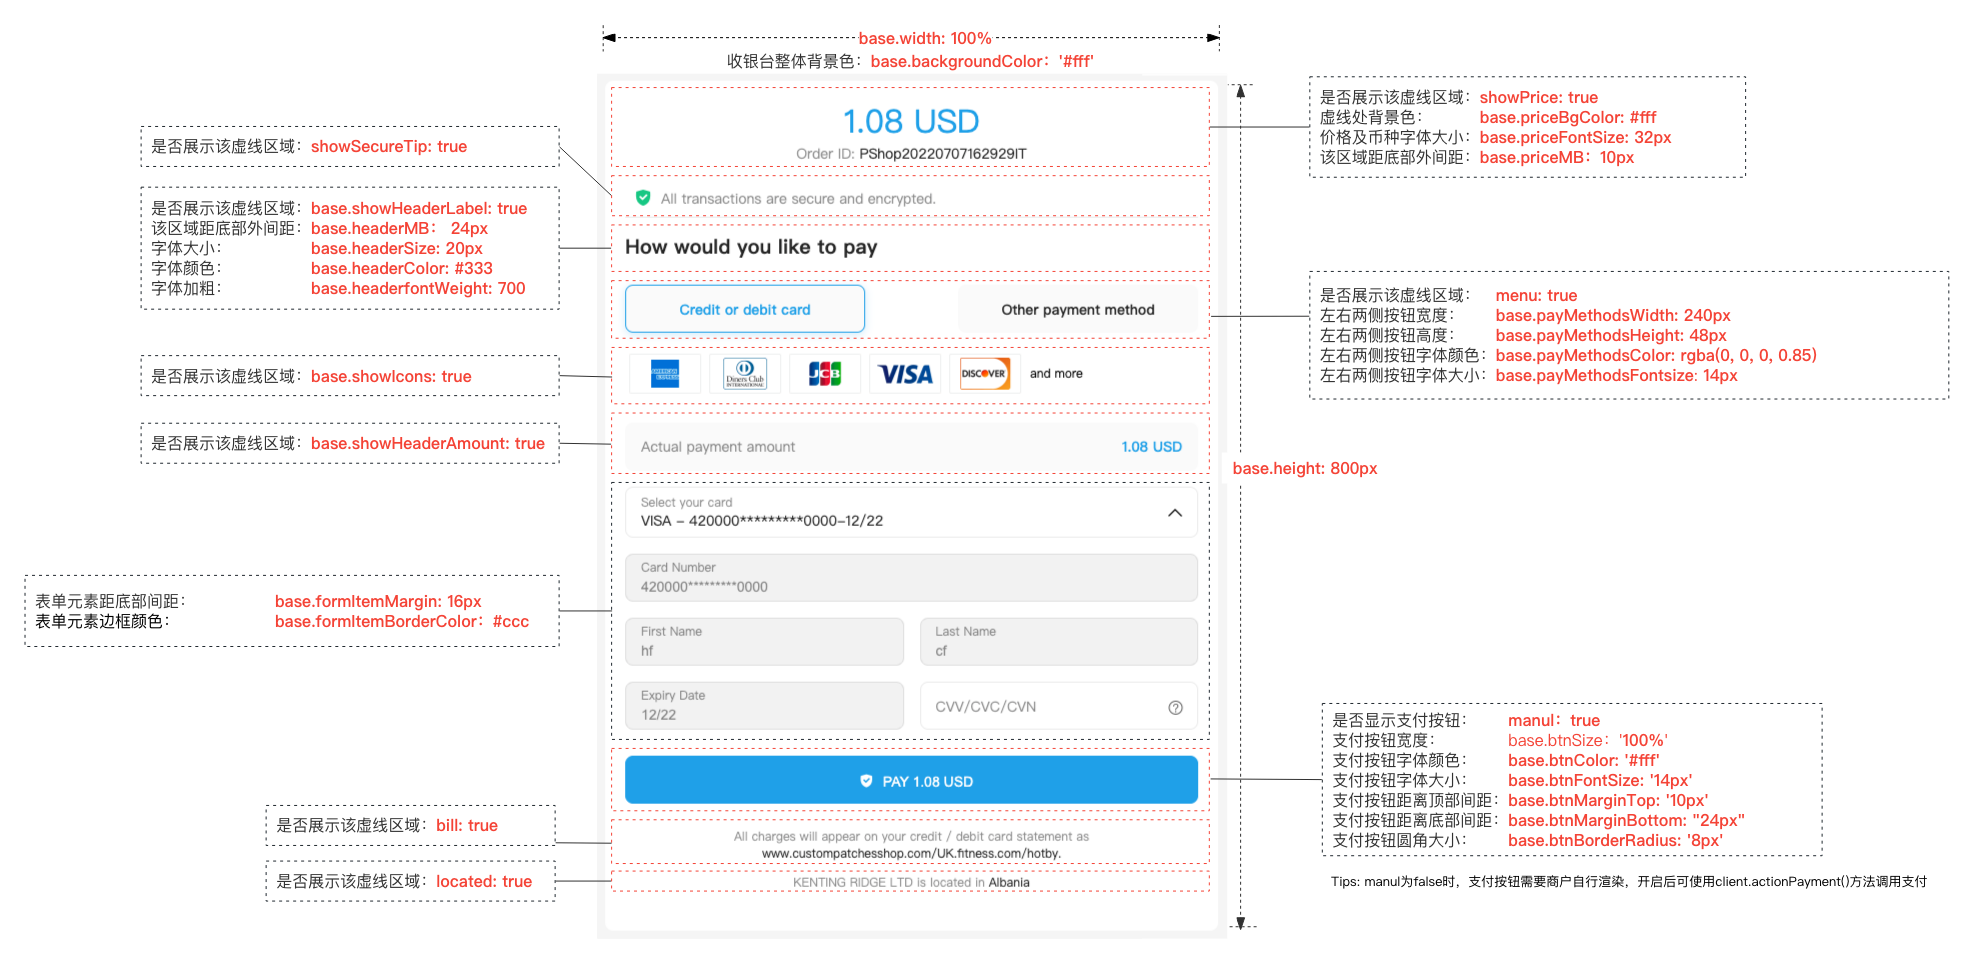 base.width: 100%
收银台整体背景色：base.backgroundColor：'#fff'
1.08 USD
Order ID: PShop20220707162929IT
All transactions are secure and encrypted.
How would you like to pay
Credit or debit card
Other payment method
AMERICAN EXPRESS
Diners Club
INTERNATIONAL
JCB
VISA
DISCOVER
and more
Actual payment amount
1.08 USD
Select your card
VISA – 420000*********0000–12/22
Card Number
420000*********0000
First Name
hf
Last Name
cf
Expiry Date
12/22
CVV/CVC/CVN
PAY 1.08 USD
All charges will appear on your credit / debit card statement as
www.custompatchesshop.com/UK.fitness.com/hotby.
KENTING RIDGE LTD is located in Albania
是否展示该虚线区域：showSecureTip: true
是否展示该虚线区域：base.showHeaderLabel: true
该区域距底部外间距：base.headerMB： 24px
字体大小： base.headerSize: 20px
字体颜色： base.headerColor: #333
字体加粗： base.headerfontWeight: 700
是否展示该虚线区域：base.showIcons: true
是否展示该虚线区域：base.showHeaderAmount: true
表单元素距底部间距： base.formItemMargin: 16px
表单元素边框颜色： base.formItemBorderColor：#ccc
是否展示该虚线区域：bill: true
是否展示该虚线区域：located: true
是否展示该虚线区域：showPrice: true
虚线处背景色： base.priceBgColor: #fff
价格及币种字体大小：base.priceFontSize: 32px
该区域距底部外间距：base.priceMB：10px
是否展示该虚线区域： menu: true
左右两侧按钮宽度： base.payMethodsWidth: 240px
左右两侧按钮高度： base.payMethodsHeight: 48px
左右两侧按钮字体颜色：base.payMethodsColor: rgba(0, 0, 0, 0.85)
左右两侧按钮字体大小：base.payMethodsFontsize: 14px
base.height: 800px
是否显示支付按钮： manul：true
支付按钮宽度： base.btnSize：'100%'
支付按钮字体颜色： base.btnColor: '#fff'
支付按钮字体大小： base.btnFontSize: '14px'
支付按钮距离顶部间距：base.btnMarginTop: '10px'
支付按钮距离底部间距：base.btnMarginBottom: "24px"
支付按钮圆角大小： base.btnBorderRadius: '8px'
Tips: manul为false时，支付按钮需要商户自行渲染，开启后可使用client.actionPayment()方法调用支付